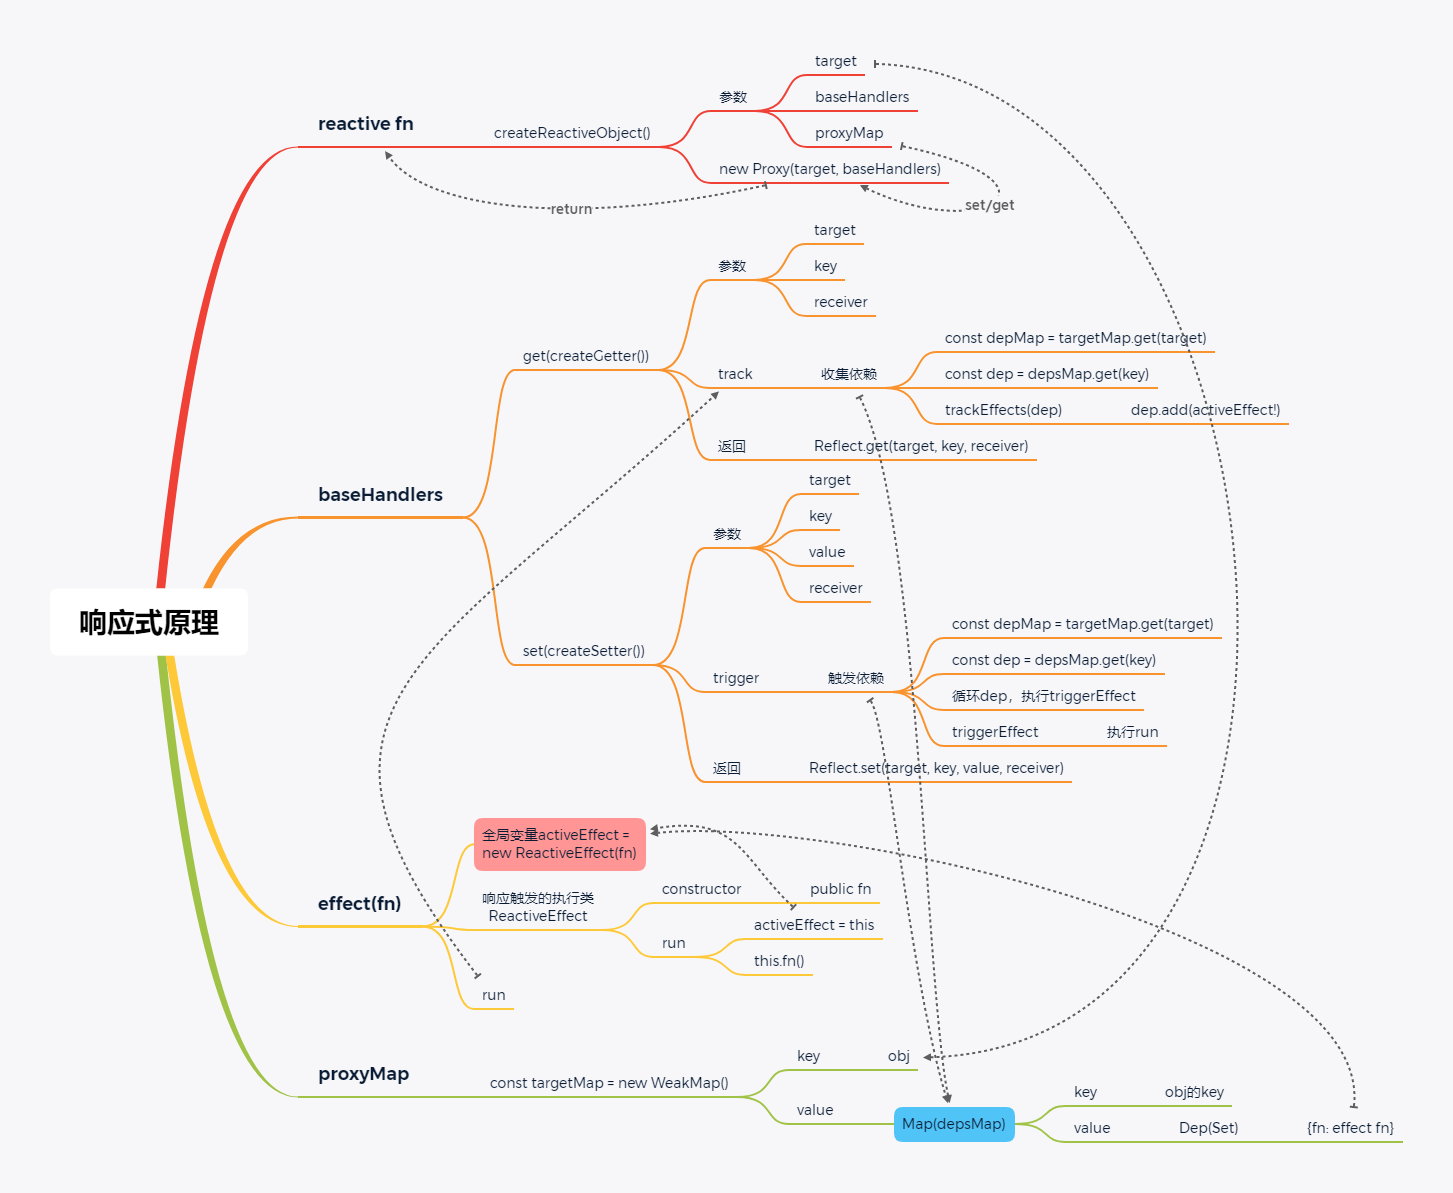 响应式原理
reactive fn
createReactiveObject()
参数
target
baseHandlers
proxyMap
new Proxy(target, baseHandlers)
return
set/get
baseHandlers
get(createGetter())
参数
target
key
receiver
track
收集依赖
const depMap = targetMap.get(target)
const dep = depsMap.get(key)
trackEffects(dep)
dep.add(activeEffect!)
返回
Reflect.get(target, key, receiver)
set(createSetter())
参数
target
key
value
receiver
trigger
触发依赖
const depMap = targetMap.get(target)
const dep = depsMap.get(key)
循环dep，执行triggerEffect
triggerEffect
执行run
返回
Reflect.set(target, key, value, receiver)
effect(fn)
全局变量activeEffect =
new ReactiveEffect(fn)
响应触发的执行类
ReactiveEffect
constructor
public fn
run
activeEffect = this
this.fn()
run
proxyMap
const targetMap = new WeakMap()
key
obj
value
Map(depsMap)
key
obj的key
value
Dep(Set)
{fn: effect fn}